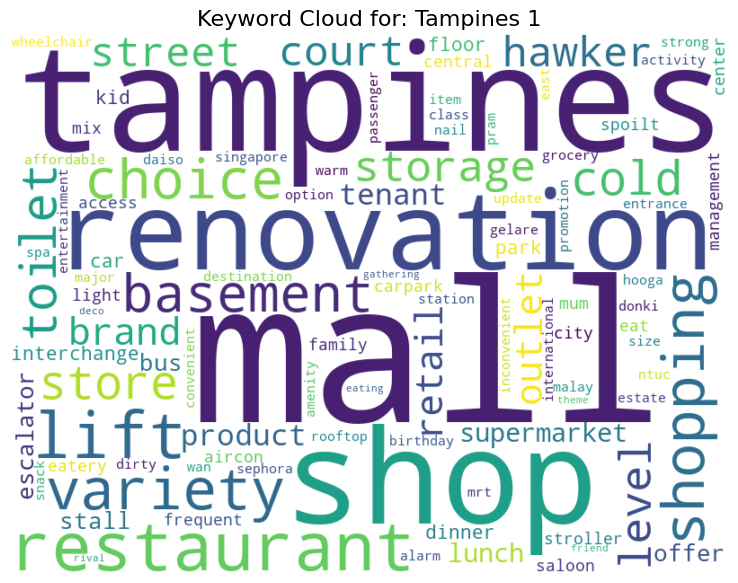 Keyword Cloud for: Tampines 1
wheelchair
street
court
floor
central
hawker
strong
activity
center
tampines
kid
mix
passenger
item
class
nail
pram
east
spoilt
affordable
daiso
singapore
warm
grocery
choice
option
storage
cold
toilet
entertainment
access
tenant
update
promotion
entrance
management
renovation
gelare
park
spa
car
major
light
deco
destination
gathering
carpark
station
basement
mall
outlet
hooga
mum
donki
international
inconvenient
city
eat
size
shopping
brand
interchange
bus
convenient
family
amenity
eating
retail
malay
theme
ntuc
estate
store
escalator
lift
product
rooftop
birthday
supermarket
aircon
snack
eatery
dirty
wan
sephora
variety
shop
mrt
level
stall
frequent
dinner
stroller
friend
restaurant
rival
alarm
lunch
saloon
offer